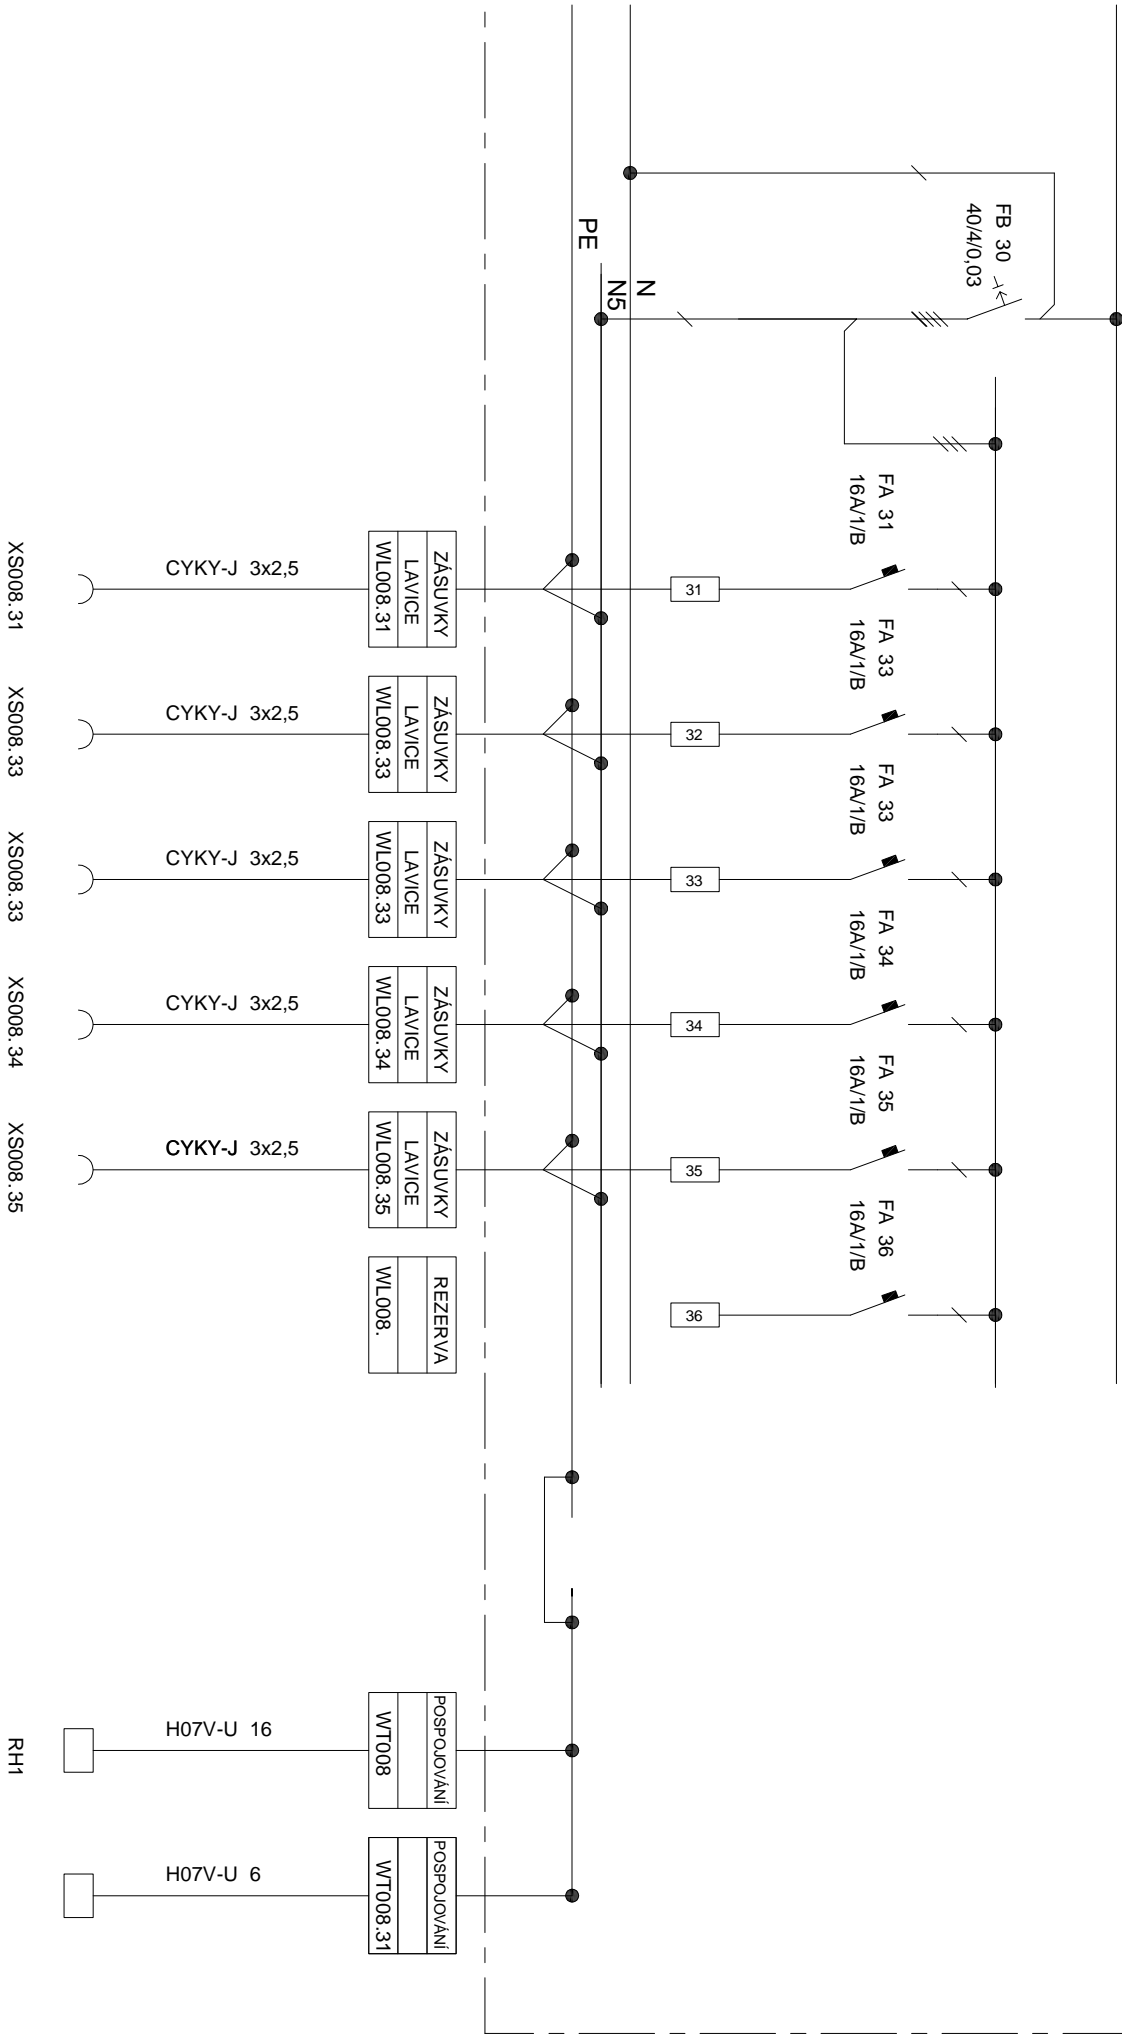 FB 30
40/4/0,03
PE
N
N5
FA 31
16A/1/B
FA 33
16A/1/B
FA 33
16A/1/B
FA 34
16A/1/B
FA 35
16A/1/B
FA 36
16A/1/B
31
32
33
34
35
36
ZÁSUVKY
LAVICE
WL008.31
ZÁSUVKY
LAVICE
WL008.33
ZÁSUVKY
LAVICE
WL008.33
ZÁSUVKY
LAVICE
WL008.34
ZÁSUVKY
LAVICE
WL008.35
REZERVA
WL008.
POSPOJOVÁNÍ
WT008
POSPOJOVÁNÍ
WT008.31
CYKY-J 3x2,5
CYKY-J 3x2,5
CYKY-J 3x2,5
CYKY-J 3x2,5
CYKY-J 3x2,5
H07V-U 16
H07V-U 6
XS008.31
XS008.33
XS008.33
XS008.34
XS008.35
RH1